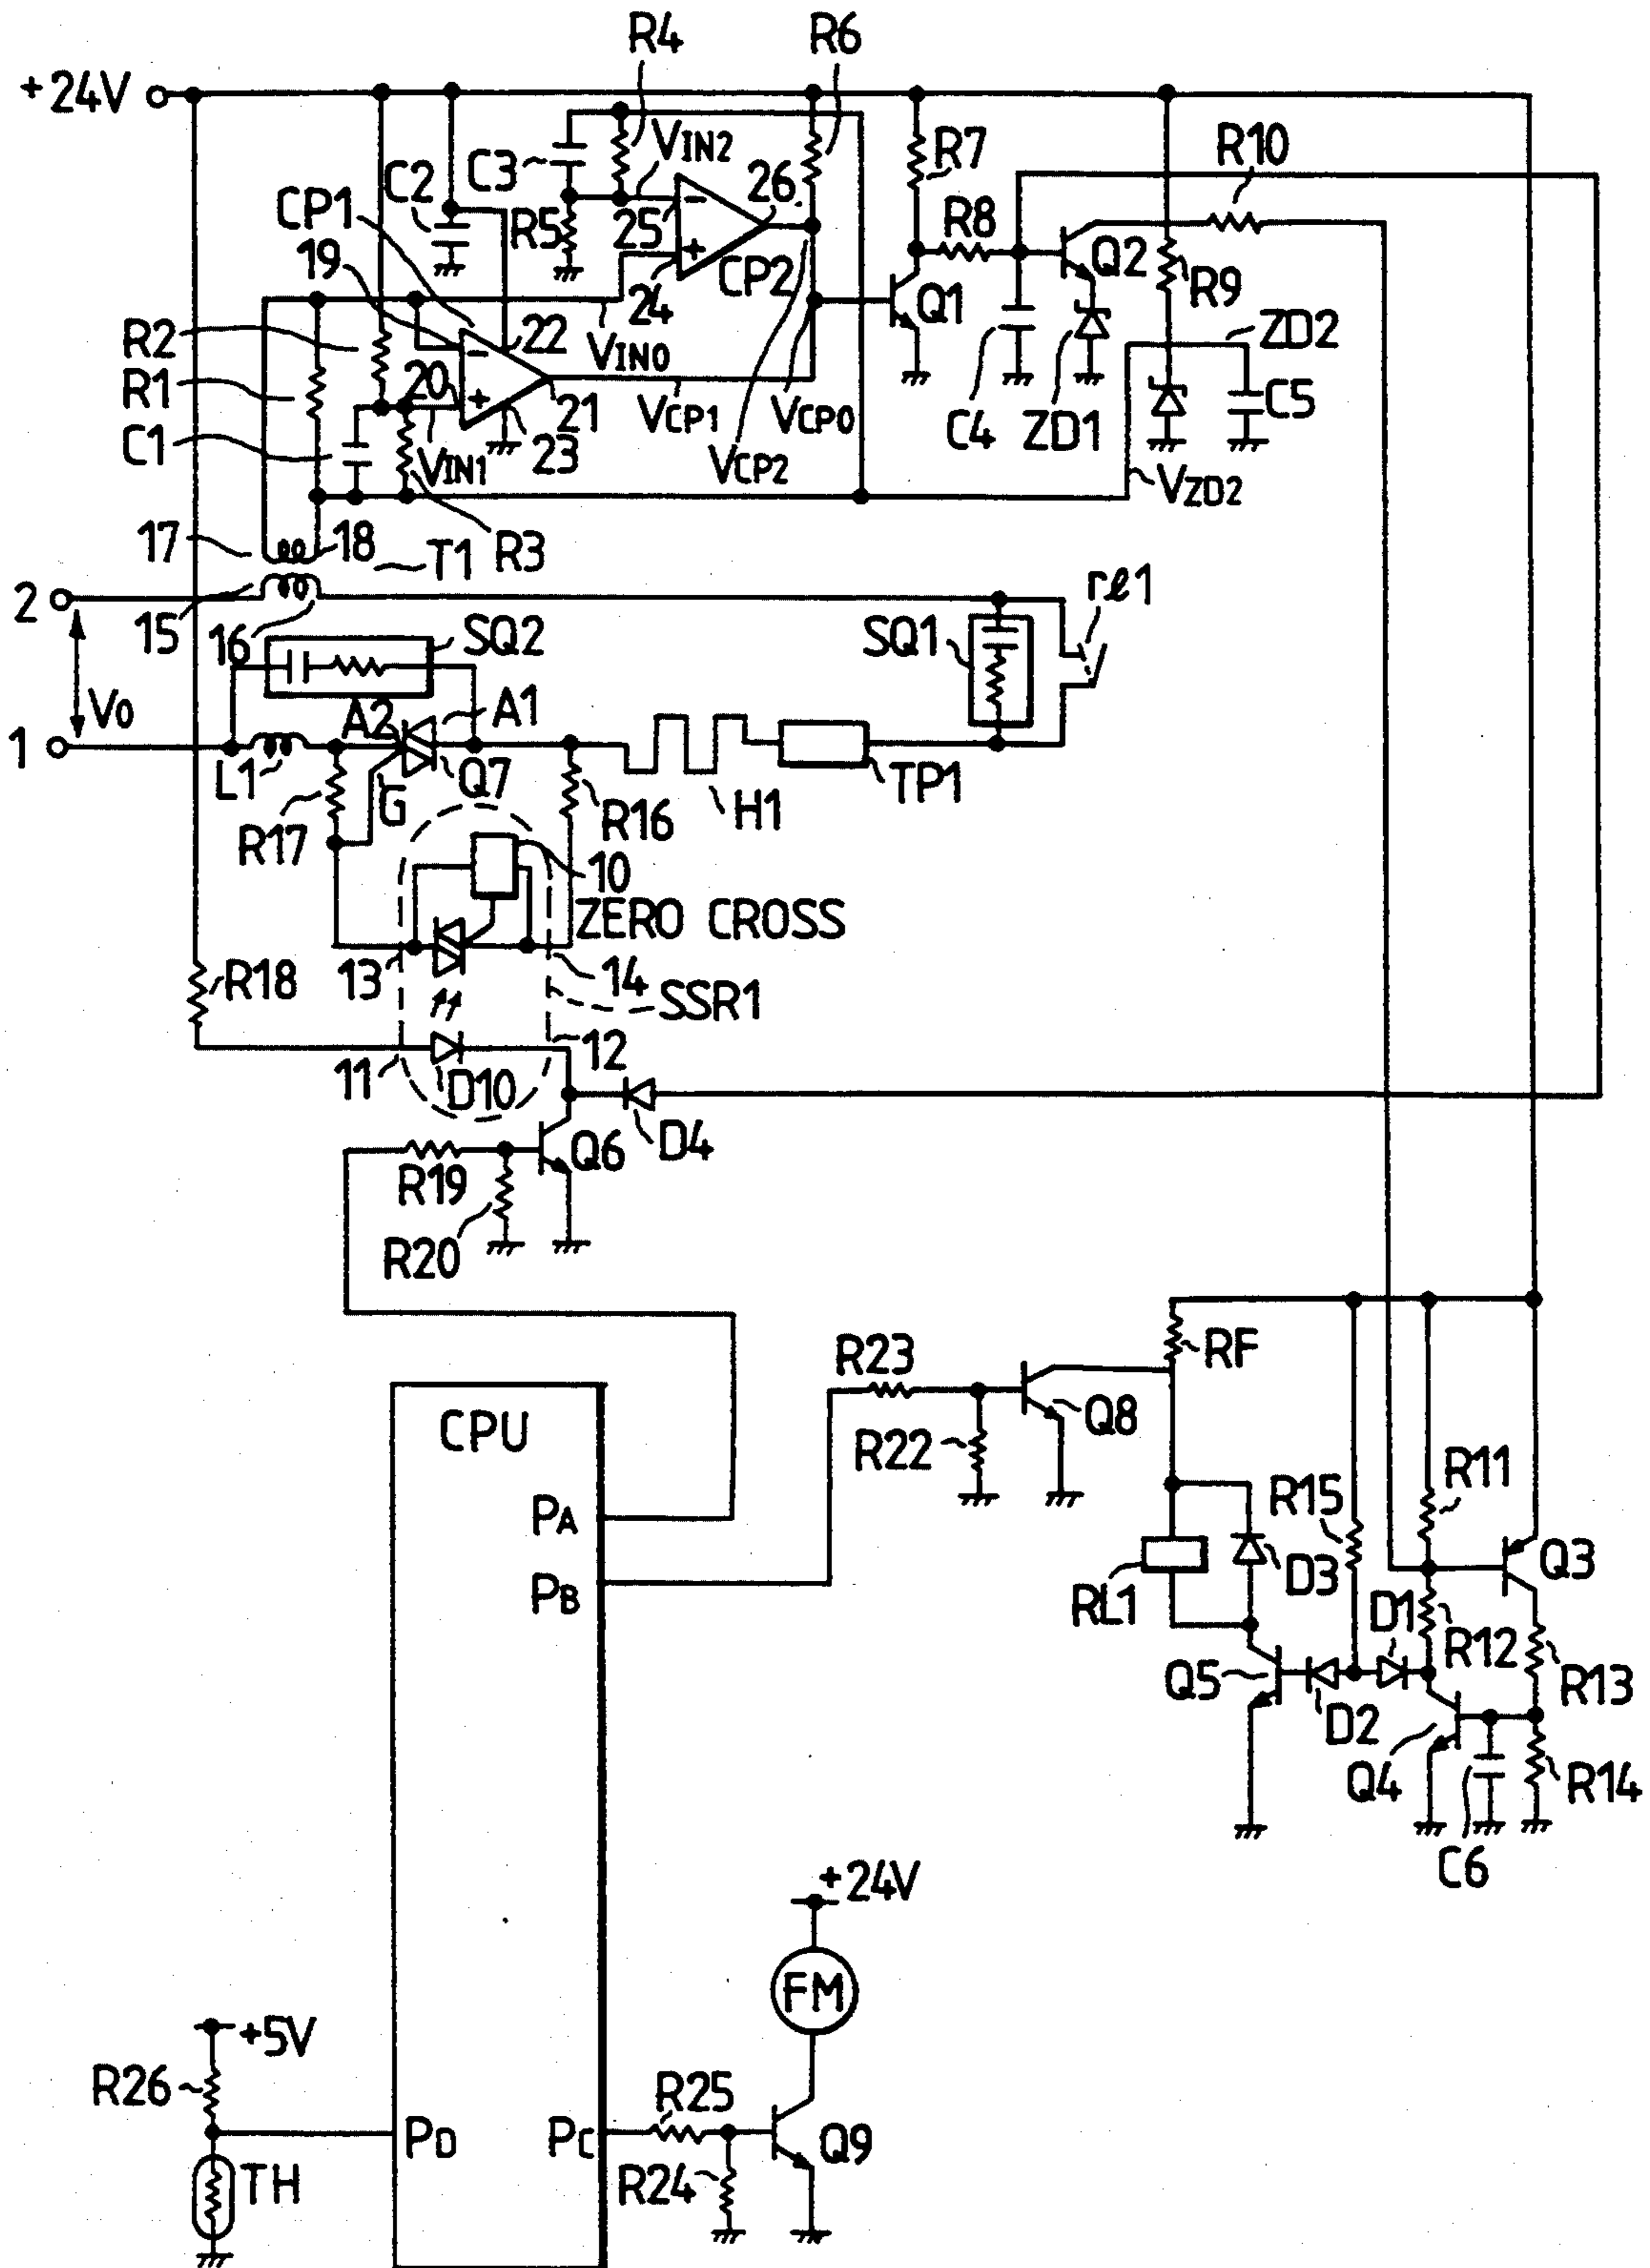 R4 R6
+24V
R7 R10
C3 VIN2
C2 26
CP1 R5 25 - R8
19 + Q2
CP2 R9
24 Q1
R2 22 ZD2
VIN0
R1 - 20
+ 21 C5
C1 VCP1 VCP0 C4 ZD1
VIN1 23 VCP2
VZD2
17 18 R3
T1
2 rl1
15 16 SQ2 SQ1
V0 A2 A1
1
L1 G Q7 TP1
R17 R16 H1
10
ZERO CROSS
R18 13 14
SSR1
11 12
D10
D4
R19 Q6
R20
R23 RF
CPU Q8
R22
PA R15 R11
PB RL1 D3 Q3
D1
R12
Q5 R13
D2
Q4 R14
C6
+24V
FM
+5V
R26 R25
PD PC Q9
TH R24